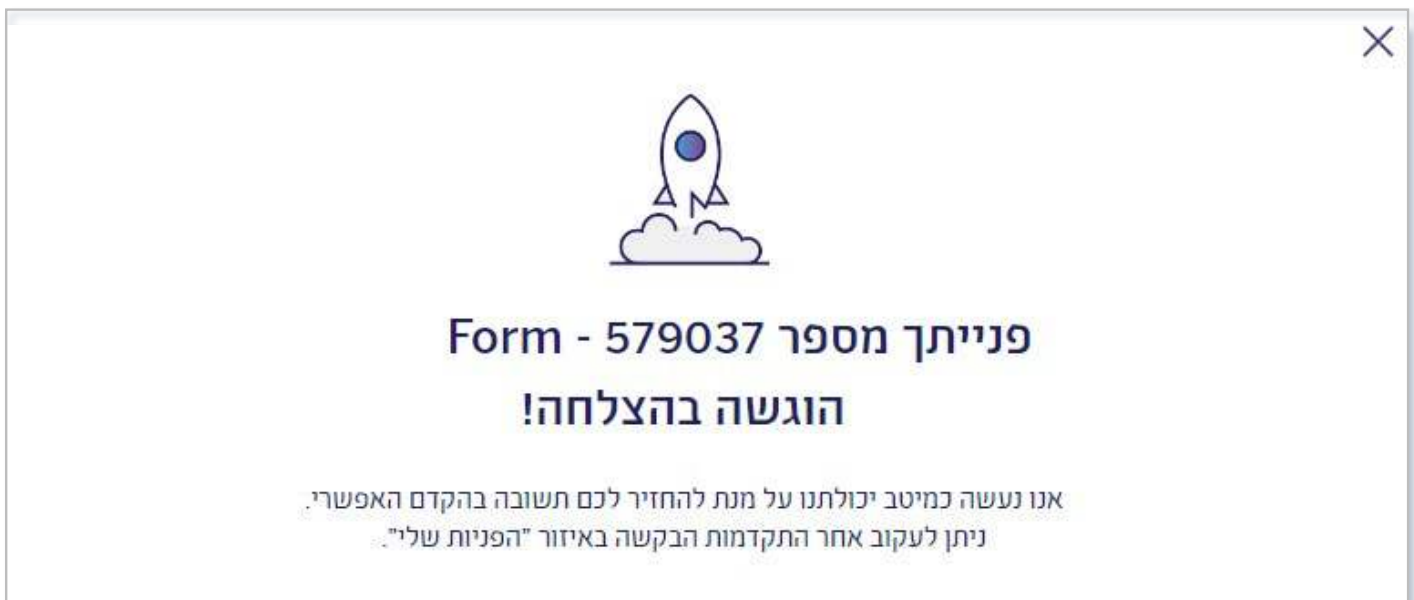 פנייתך מספר Form - 579037
הוגשה בהצלחה!
אנו נעשה כמיטב יכולתנו על מנת להחזיר לכם תשובה בהקדם האפשרי.
ניתן לעקוב אחר התקדמות הבקשה באיזור "הפניות שלי".